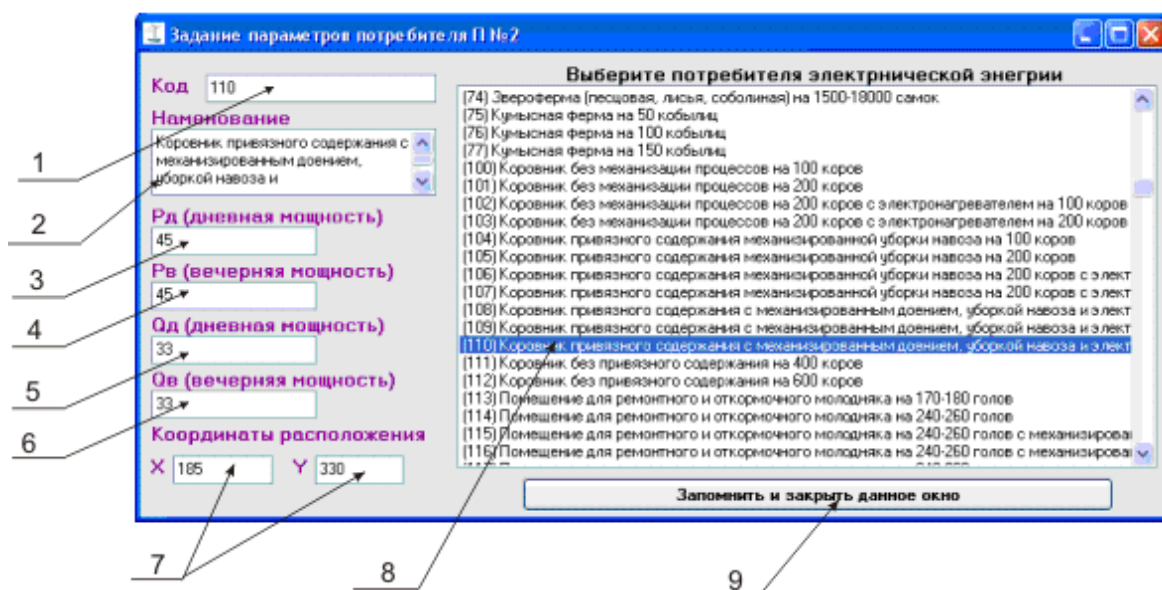 Задание параметров потребителя П №2
Код 110
Наменование
Коровник привязного содержания с
механизированным доением,
уборкой навоза и
Рд (дневная мощность)
45
Рв (вечерняя мощность)
45
Qд (дневная мощность)
33
Qв (вечерняя мощность)
33
Координаты расположения
X 185 Y 330
Выберите потребителя электрнической энегрии
(74) Звероферма (песцовая, лисья, соболиная) на 1500-18000 самок
(75) Кумысная ферма на 50 кобылиц
(76) Кумысная ферма на 100 кобылиц
(77) Кумысная ферма на 150 кобылиц
(100) Коровник без механизации процессов на 100 коров
(101) Коровник без механизации процессов на 200 коров
(102) Коровник без механизации процессов на 200 коров с электронагревателем на 100 коров
(103) Коровник без механизации процессов на 200 коров с электронагревателем на 200 коров
(104) Коровник привязного содержания механизированной уборки навоза на 100 коров
(105) Коровник привязного содержания механизированной уборки навоза на 200 коров
(106) Коровник привязного содержания механизированной уборки навоза на 200 коров с элект
(107) Коровник привязного содержания механизированной уборки навоза на 200 коров с элект
(108) Коровник привязного содержания с механизированным доением, уборкой навоза и элект
(109) Коровник привязного содержания с механизированным доением, уборкой навоза и элект
(110) Коровник привязного содержания с механизированным доением, уборкой навоза и элект
(111) Коровник без привязного содержания на 400 коров
(112) Коровник без привязного содержания на 600 коров
(113) Помещение для ремонтного и откормочного молодняка на 170-180 голов
(114) Помещение для ремонтного и откормочного молодняка на 240-260 голов
(115) Помещение для ремонтного и откормочного молодняка на 240-260 голов с механизирова
(116) Помещение для ремонтного и откормочного молодняка на 240-260 голов с механизирова
Запомнить и закрыть данное окно
1
2
3
4
5
6
7
8
9